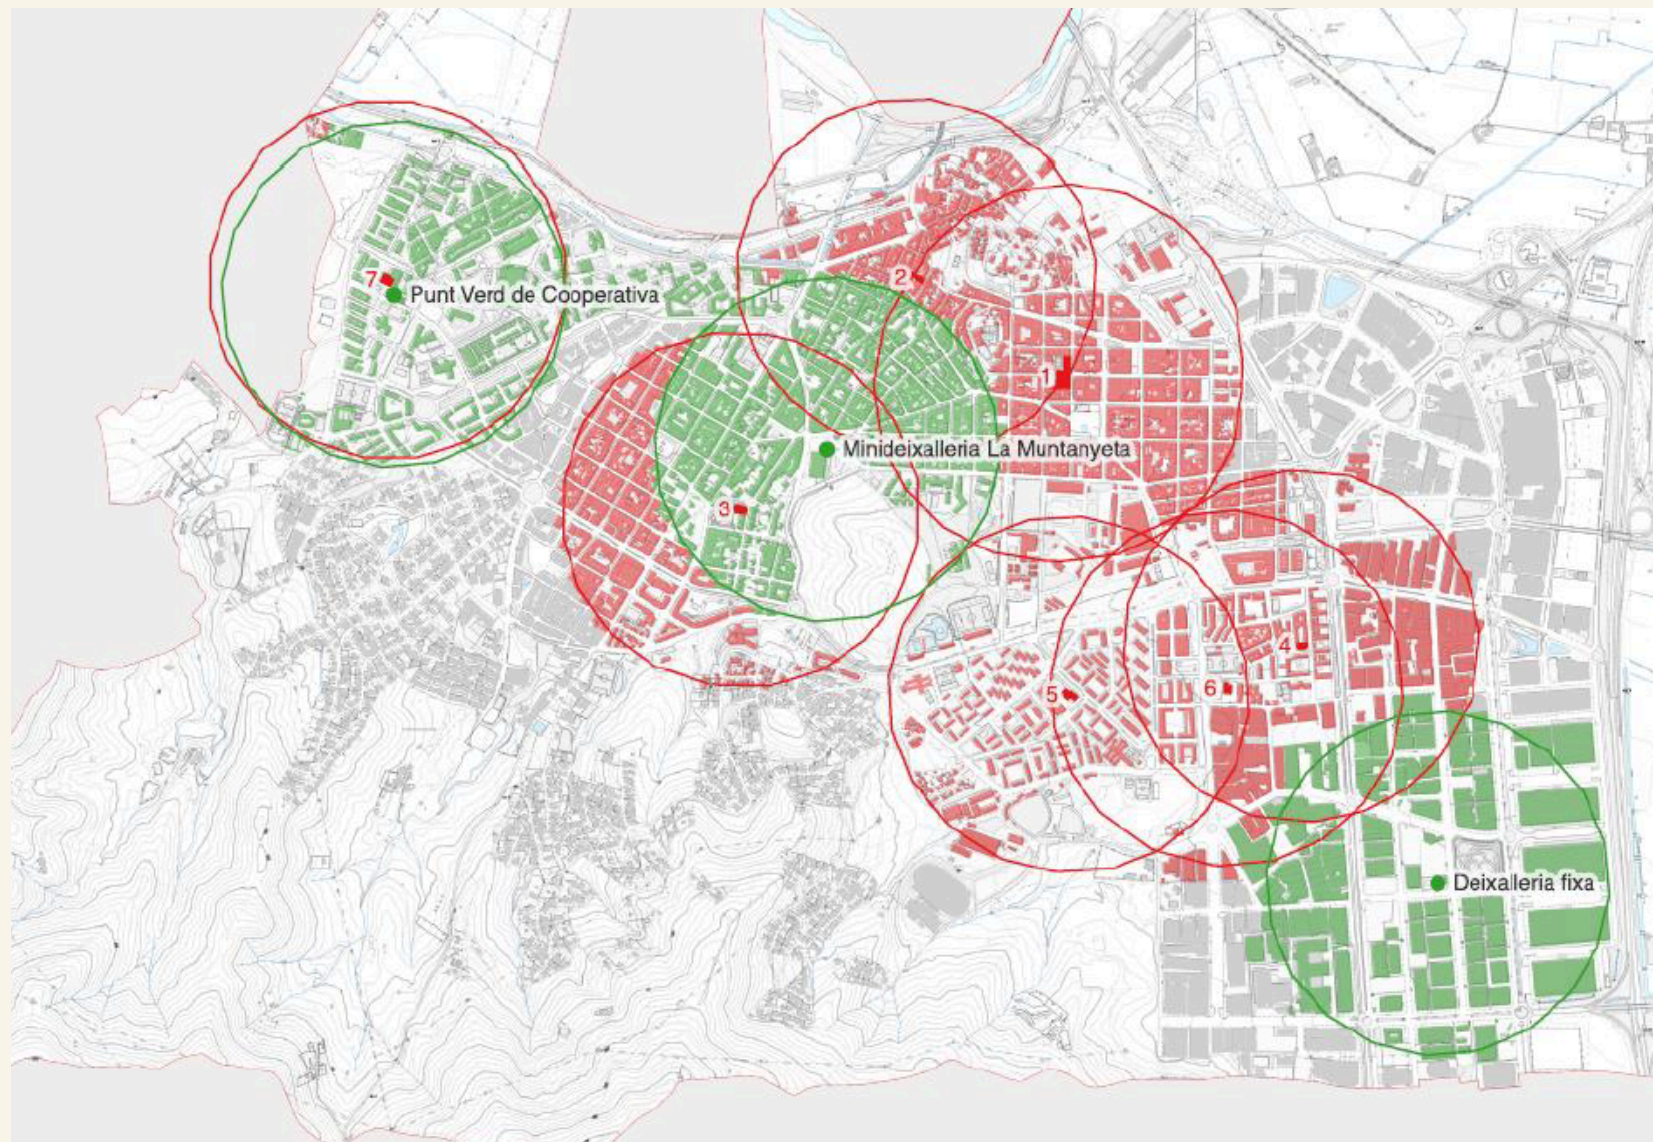 2
7
Punt Verd de Cooperativa
1
Minideixalleria La Muntanyeta
3
4
6
5
Deixalleria fixa